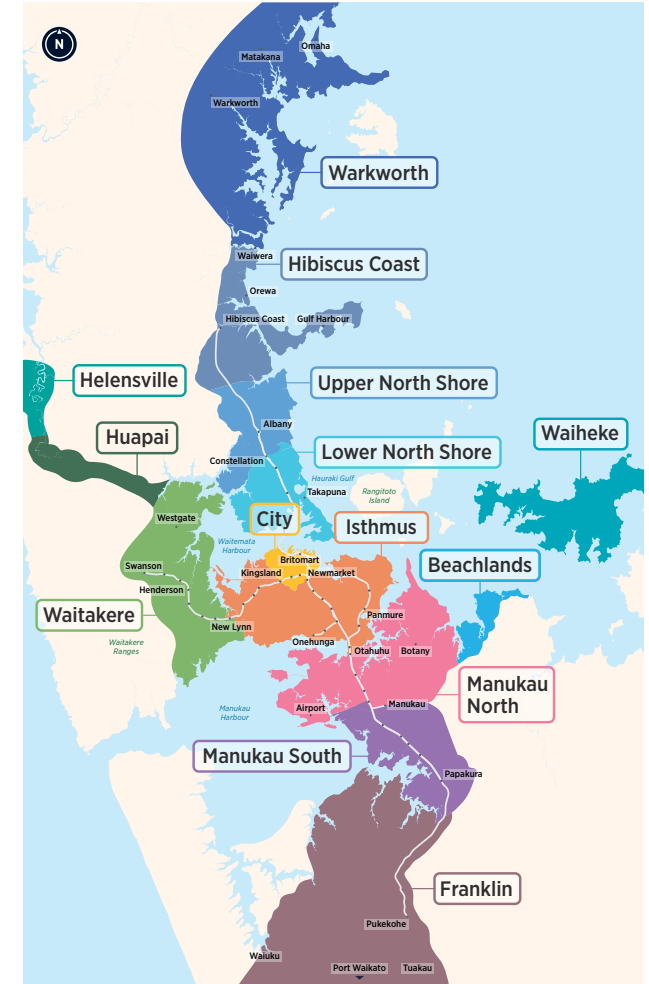 N
Omaha
Matakana
Warkworth
Warkworth
Waiwera
Hibiscus Coast
Orewa
Hibiscus Coast
Gulf Harbour
Helensville
Upper North Shore
Huapai
Albany
Waiheke
Lower North Shore
Constellation
Hauraki Gulf
Takapuna
Rangitoto
Island
Westgate
City
Isthmus
Waitemata
Harbour
Britomart
Swanson
Kingsland
Newmarket
Beachlands
Henderson
Waitakere
Panmure
New Lynn
Onehunga
Waitakere
Ranges
Otahuhu
Botany
Manukau
North
Airport
Manukau
Manukau
Harbour
Manukau South
Papakura
Franklin
Pukekohe
Waiuku
Port Waikato
Tuakau